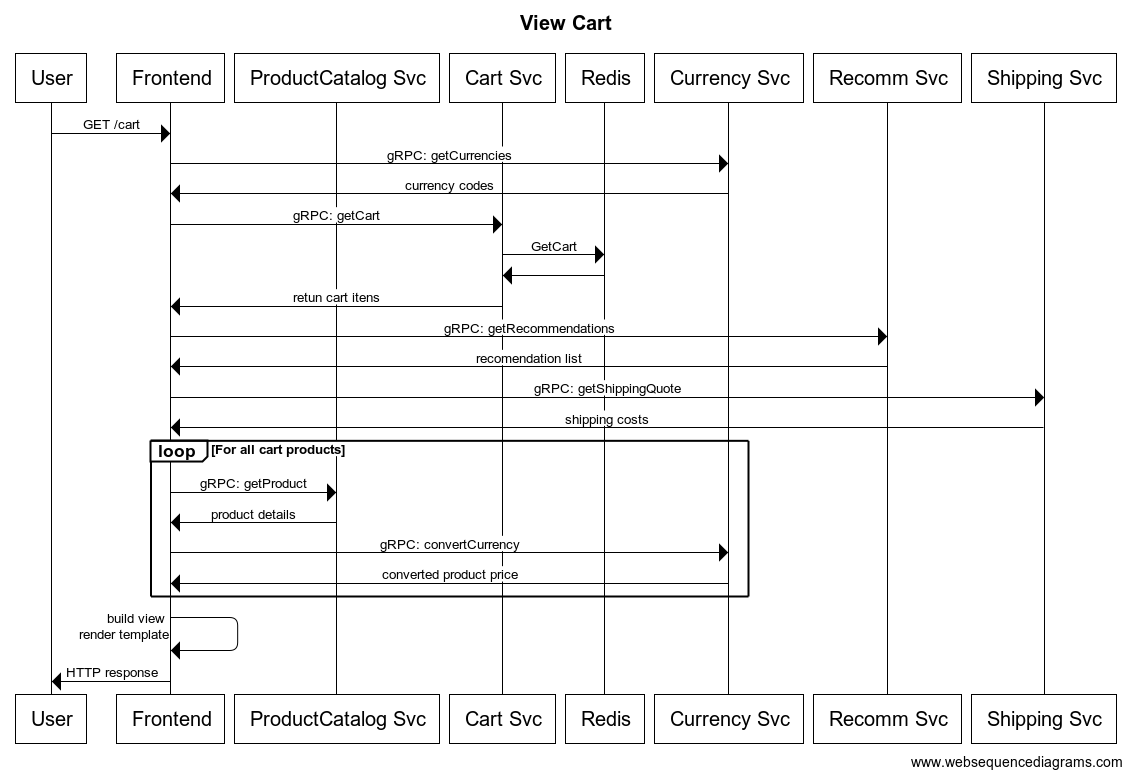 View Cart
User Frontend ProductCatalog Svc Cart Svc Redis Currency Svc Recomm Svc Shipping Svc
GET /cart
gRPC: getCurrencies
currency codes
gRPC: getCart
GetCart
retun cart itens
gRPC: getRecommendations
recomendation list
gRPC: getShippingQuote
shipping costs
loop [For all cart products]
gRPC: getProduct
product details
gRPC: convertCurrency
converted product price
build view
render template
HTTP response
User Frontend ProductCatalog Svc Cart Svc Redis Currency Svc Recomm Svc Shipping Svc
www.websequencediagrams.com